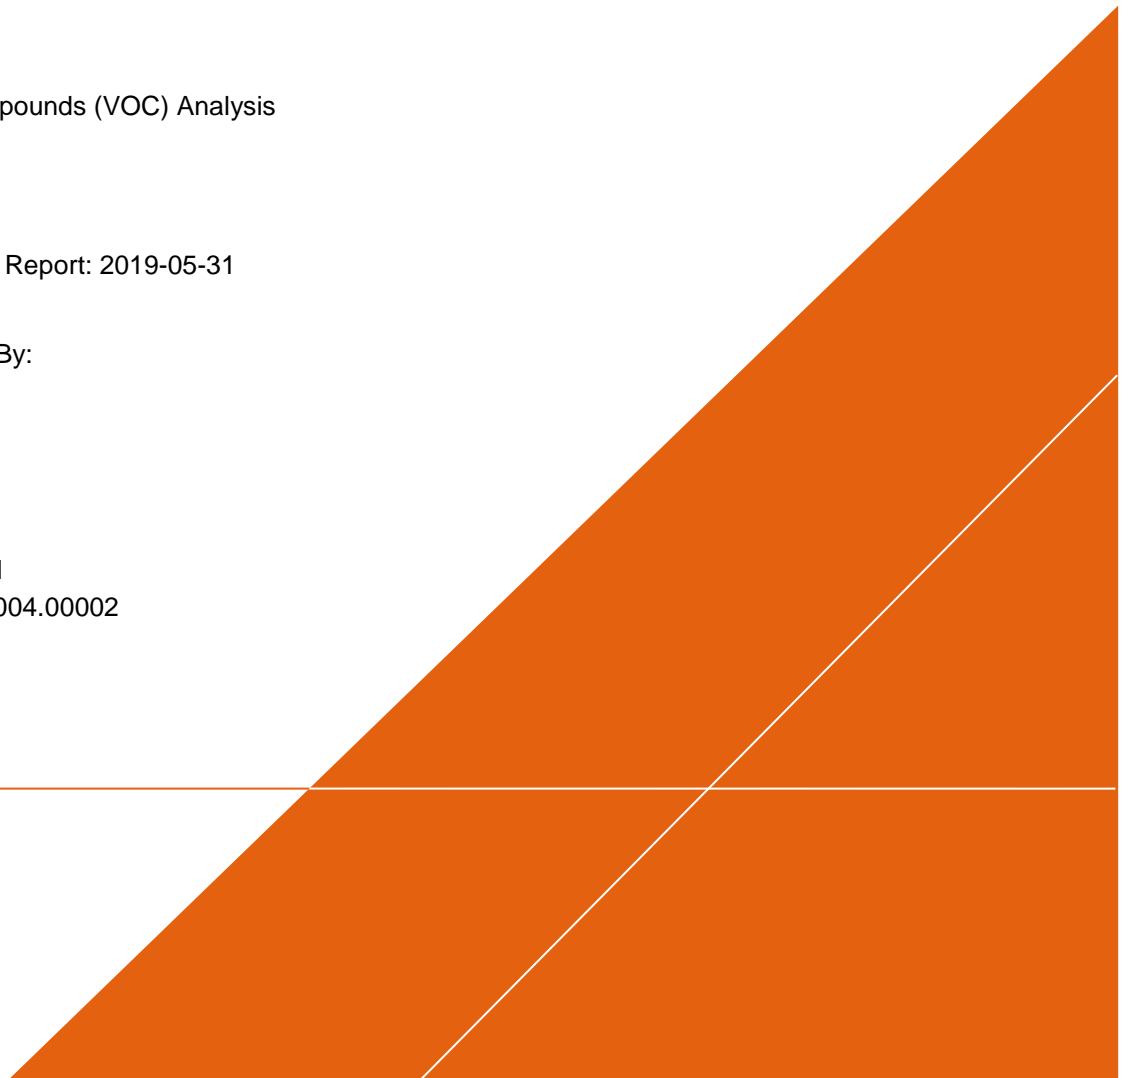 pounds (VOC) Analysis
Report: 2019-05-31
By:
004.00002